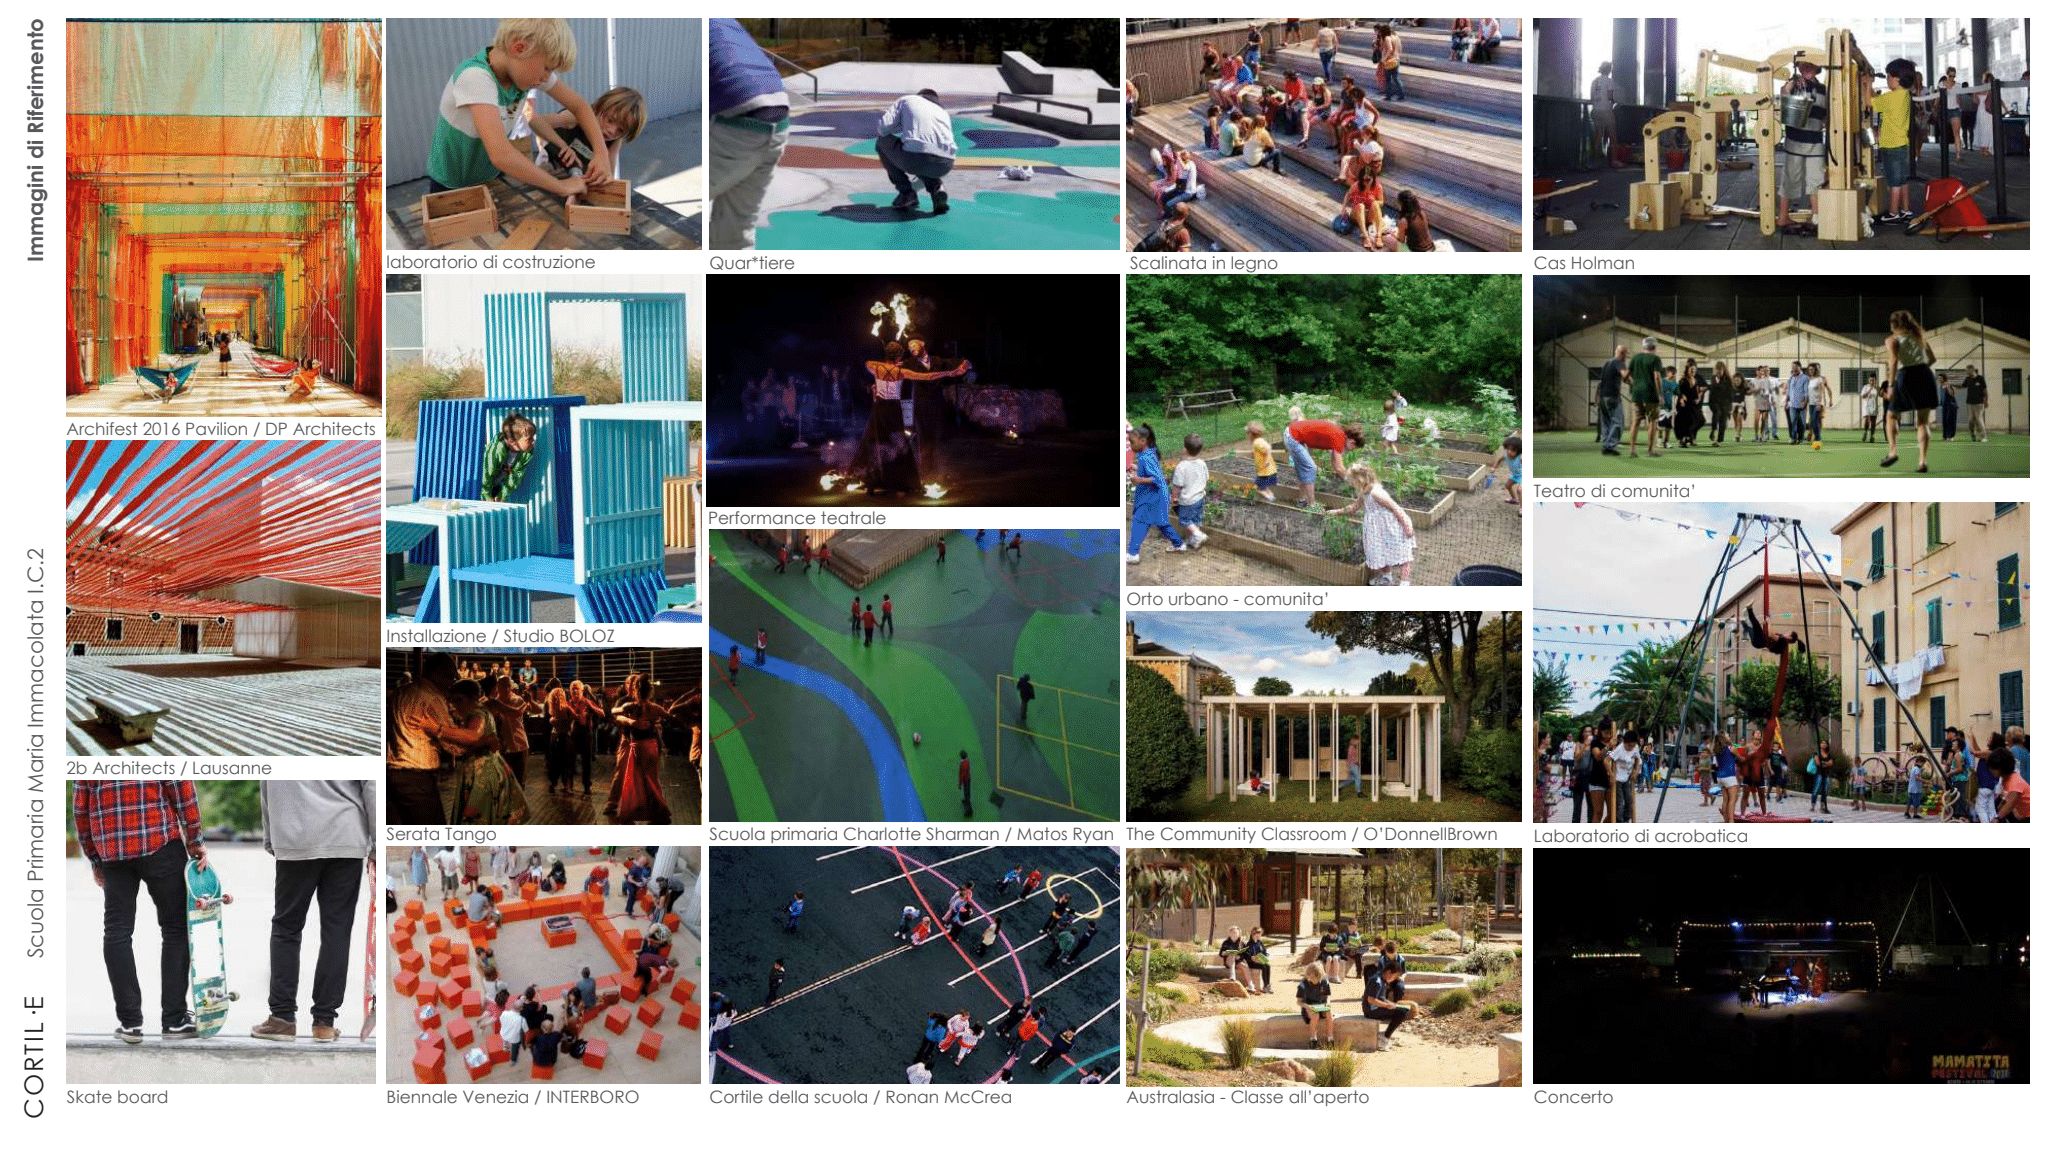 Immagini di Riferimento
Scuola Primaria Maria Immacolata I.C.2
CORTIL ·E
Archifest 2016 Pavilion / DP Architects
2b Architects / Lausanne
Skate board
laboratorio di costruzione
Installazione / Studio BOLOZ
Serata Tango
Biennale Venezia / INTERBORO
Quar*tiere
Performance teatrale
Scuola primaria Charlotte Sharman / Matos Ryan
Cortile della scuola / Ronan McCrea
Scalinata in legno
Orto urbano - comunita'
The Community Classroom / O'DonnellBrown
Australasia - Classe all'aperto
Cas Holman
Teatro di comunita'
Laboratorio di acrobatica
MAMATITA
FESTIVAL
Concerto